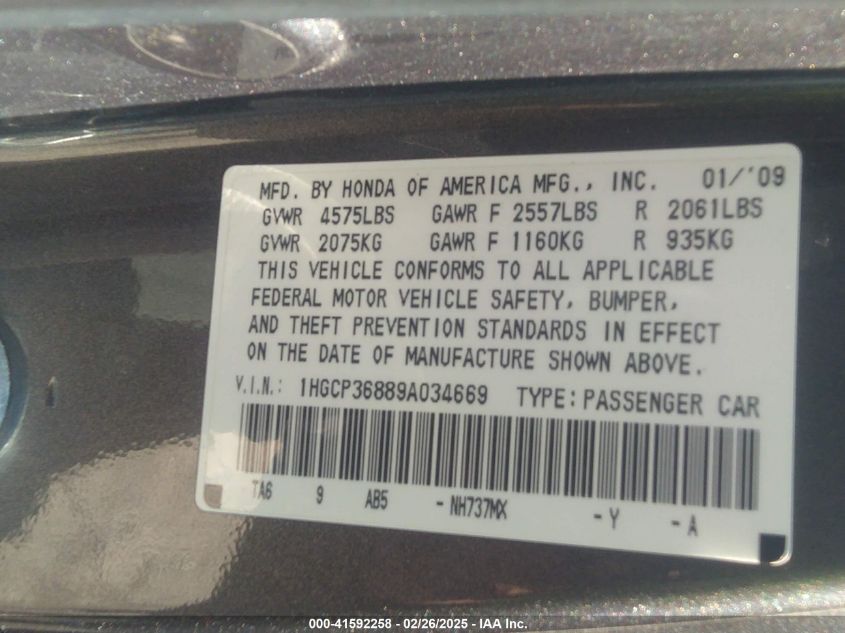 MFD. BY HONDA OF AMERICA MFG., INC. 01/'09
GVWR 4575LBS GAWR F 2557LBS R 2061LBS
GVWR 2075KG GAWR F 1160KG R 935KG
THIS VEHICLE CONFORMS TO ALL APPLICABLE
FEDERAL MOTOR VEHICLE SAFETY, BUMPER,
AND THEFT PREVENTION STANDARDS IN EFFECT
ON THE DATE OF MANUFACTURE SHOWN ABOVE.
V.I.N.: 1HGCP36889A034669 TYPE: PASSENGER CAR
TA6 9 AB5 - NH737MX - Y - A
000-41592258 - 02/26/2025 - IAA Inc.